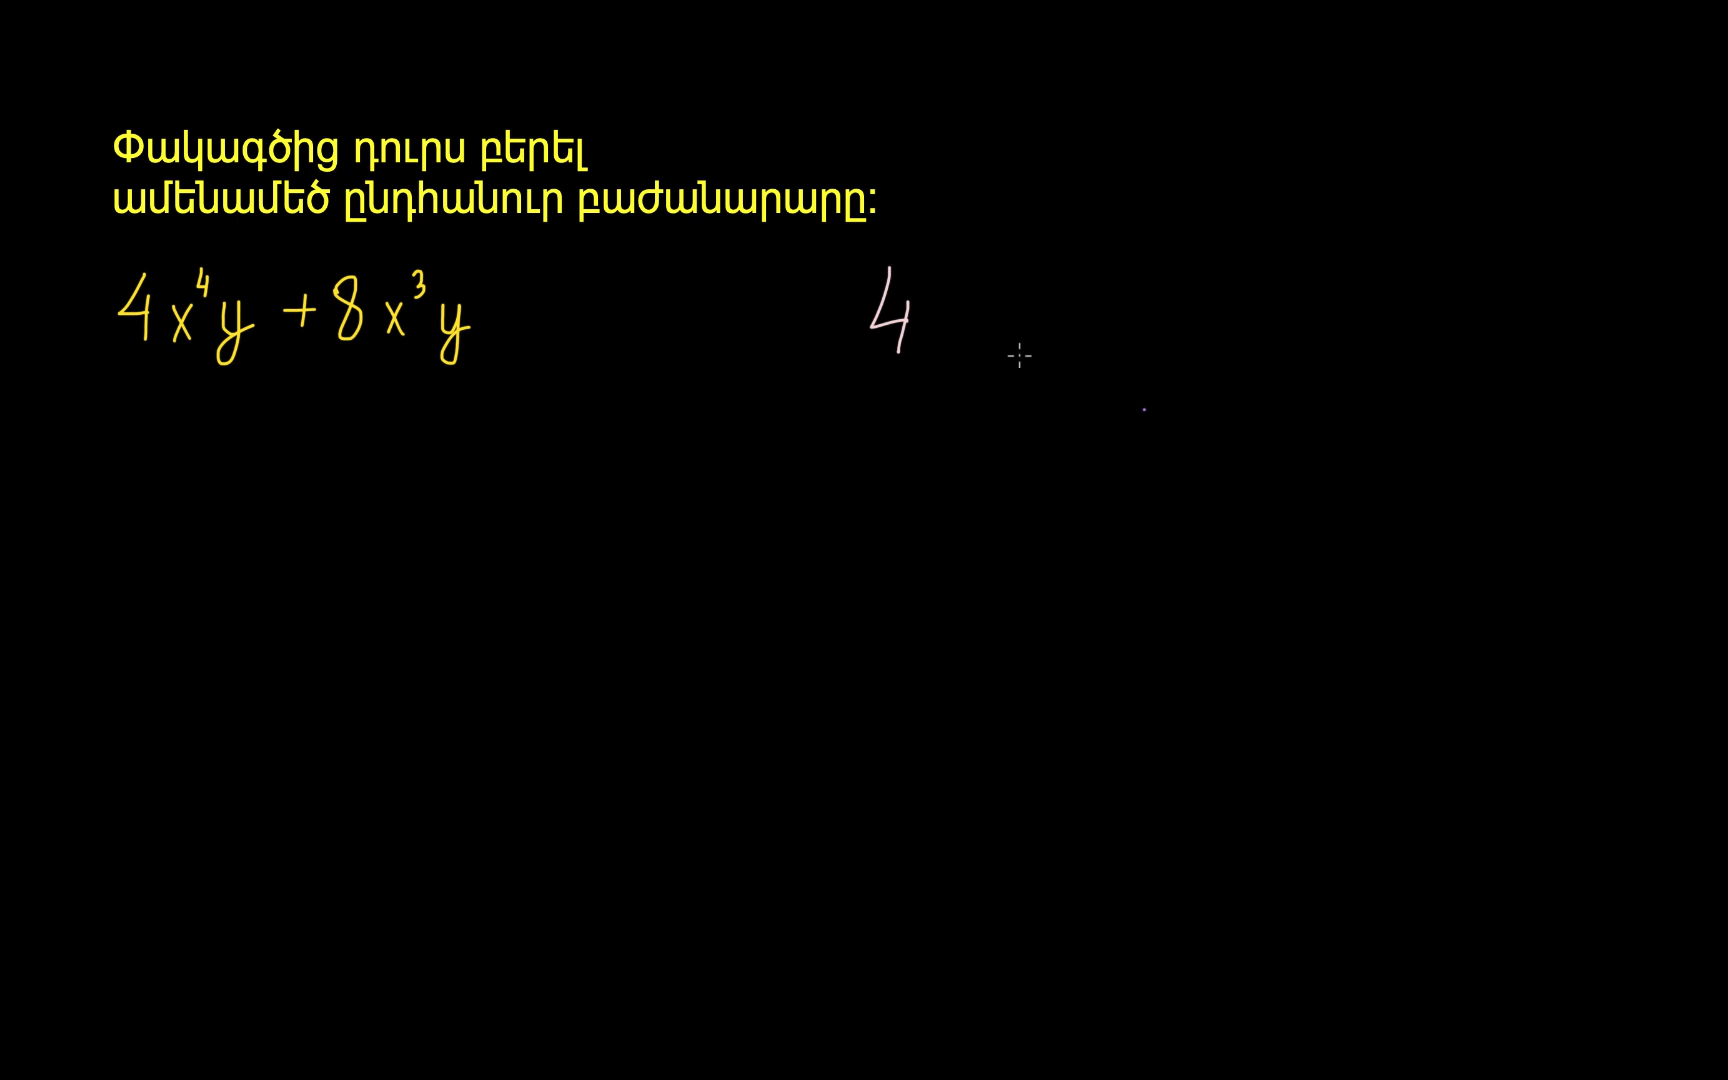 Փակագծից դուրս բերել
ամենամեծ ընդհանուր բաժանարարը:
4x⁴y + 8x³y
4